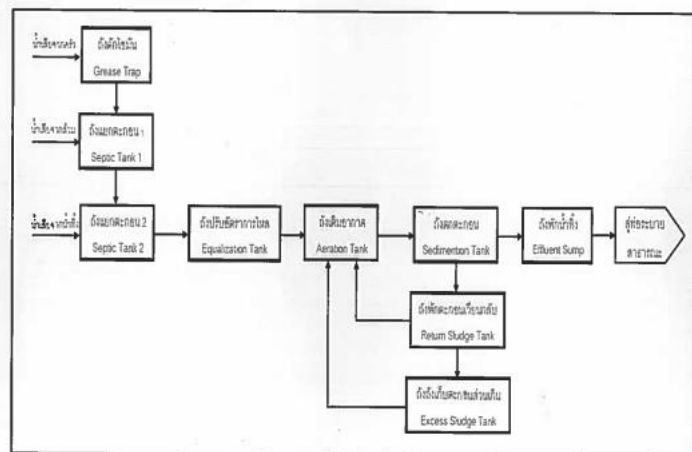 น้ำเสียจากครัว
ถังดักไขมัน
Grease Trap
น้ำเสียจากส้วม
ถังแยกตะกอน 1
Septic Tank 1
น้ำเสียจากน้ำทิ้ง
ถังแยกตะกอน 2
Septic Tank 2
ถังปรับอัตราการไหล
Equalization Tank
ถังเติมอากาศ
Aeration Tank
ถังตกตะกอน
Sedimention Tank
ถังพักน้ำทิ้ง
Effluent Sump
สู่ท่อระบาย
สาธารณะ
ถังพักตะกอนเวียนกลับ
Return Sludge Tank
ถังถังเก็บตะกอนส่วนเกิน
Excess Sludge Tank